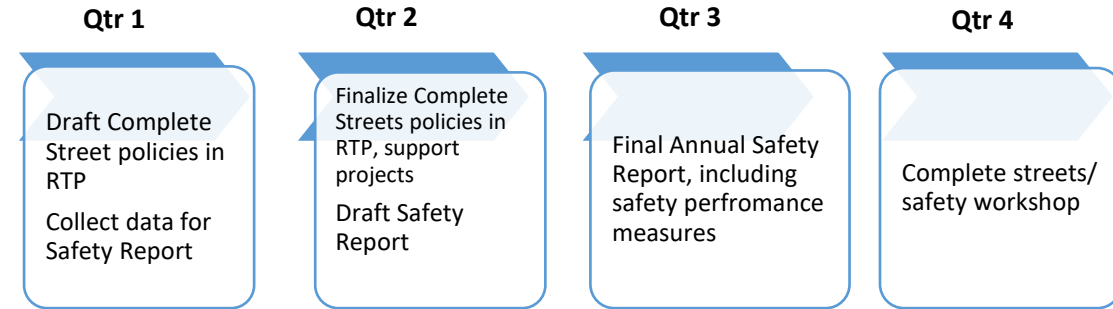 Qtr 1
Draft Complete
Street policies in
RTP
Collect data for
Safety Report
Qtr 2
Finalize Complete
Streets policies in
RTP, support
projects
Draft Safety
Report
Qtr 3
Final Annual Safety
Report, including
safety perfromance
measures
Qtr 4
Complete streets/
safety workshop